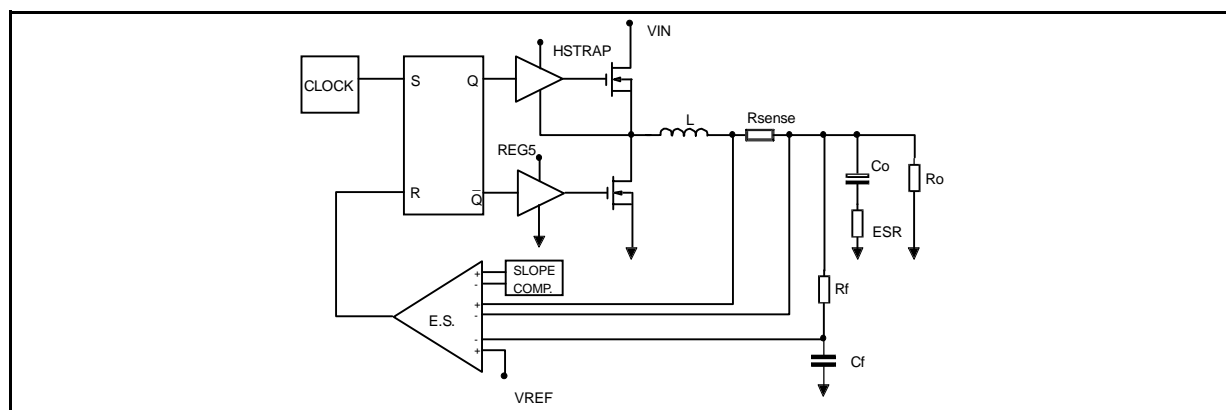 VIN
HSTRAP
CLOCK
S
Q
L
Rsense
REG5
Co
Ro
R
Q̅
ESR
+
-
SLOPE
COMP.
Rf
+
-
E.S.
-
+
Cf
VREF